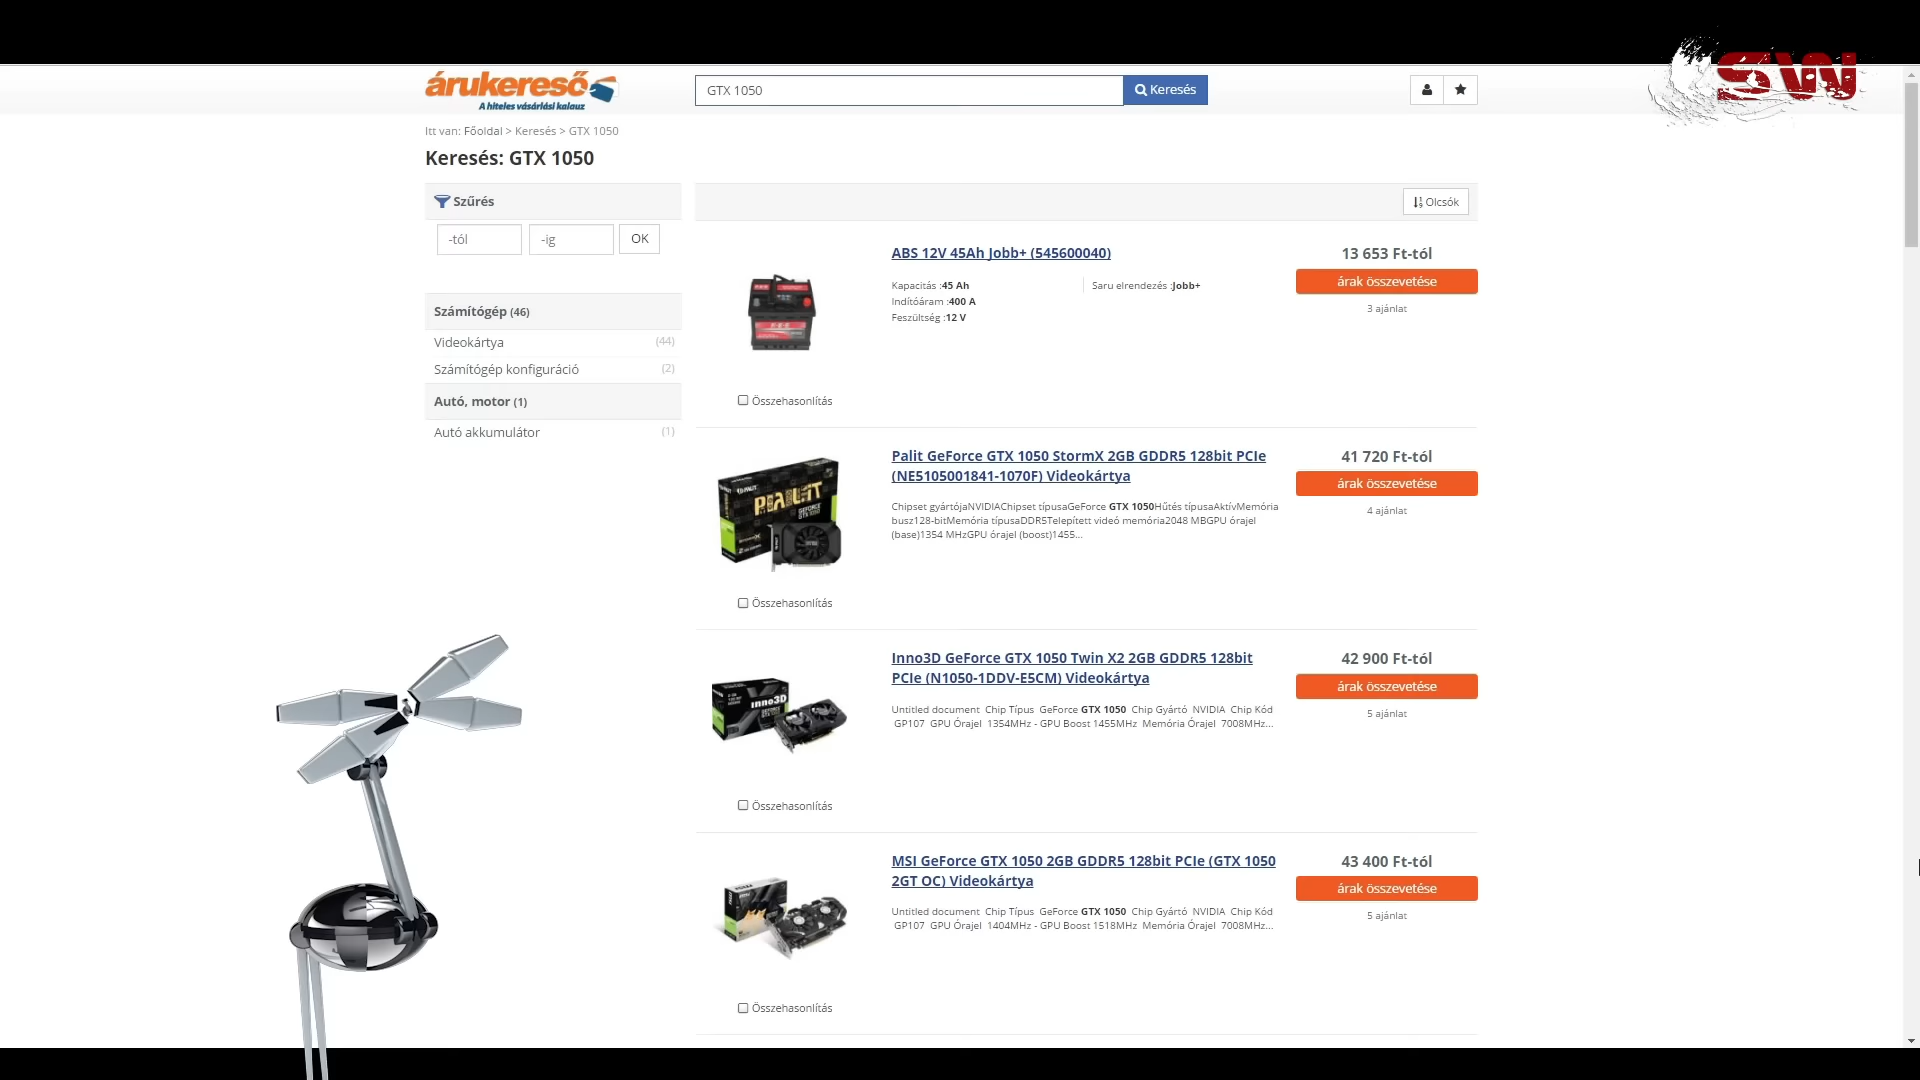 árukereső
A hiteles vásárlási kalauz
GTX 1050
Keresés
SW
Itt van: Főoldal > Keresés > GTX 1050
Keresés: GTX 1050
Szűrés
-tól
-ig
OK
Számítógép (46)
Videokártya (44)
Számítógép konfiguráció (2)
Autó, motor (1)
Autó akkumulátor (1)
Olcsók
ABS 12V 45Ah Jobb+ (545600040)
Kapacitás :45 Ah
Saru elrendezés :Jobb+
Indítóáram :400 A
Feszültség :12 V
13 653 Ft-tól
árak összevetése
3 ajánlat
Összehasonlítás
PALIT
GEFORCE
Palit GeForce GTX 1050 StormX 2GB GDDR5 128bit PCIe
(NE5105001841-1070F) Videokártya
Chipset gyártójaNVIDIAChipset típusaGeForce GTX 1050Hűtés típusaAktívMemória
busz128-bitMemória típusaDDR5Telepített videó memória2048 MBGPU órajel
(base)1354 MHzGPU órajel (boost)1455...
41 720 Ft-tól
árak összevetése
4 ajánlat
Összehasonlítás
inno3D
Inno3D GeForce GTX 1050 Twin X2 2GB GDDR5 128bit
PCIe (N1050-1DDV-E5CM) Videokártya
Untitled document Chip Típus GeForce GTX 1050 Chip Gyártó NVIDIA Chip Kód
GP107 GPU Órajel 1354MHz - GPU Boost 1455MHz Memória Órajel 7008MHz...
42 900 Ft-tól
árak összevetése
5 ajánlat
Összehasonlítás
MSI GeForce GTX 1050 2GB GDDR5 128bit PCIe (GTX 1050
2GT OC) Videokártya
Untitled document Chip Típus GeForce GTX 1050 Chip Gyártó NVIDIA Chip Kód
GP107 GPU Órajel 1404MHz - GPU Boost 1518MHz Memória Órajel 7008MHz...
43 400 Ft-tól
árak összevetése
5 ajánlat
Összehasonlítás